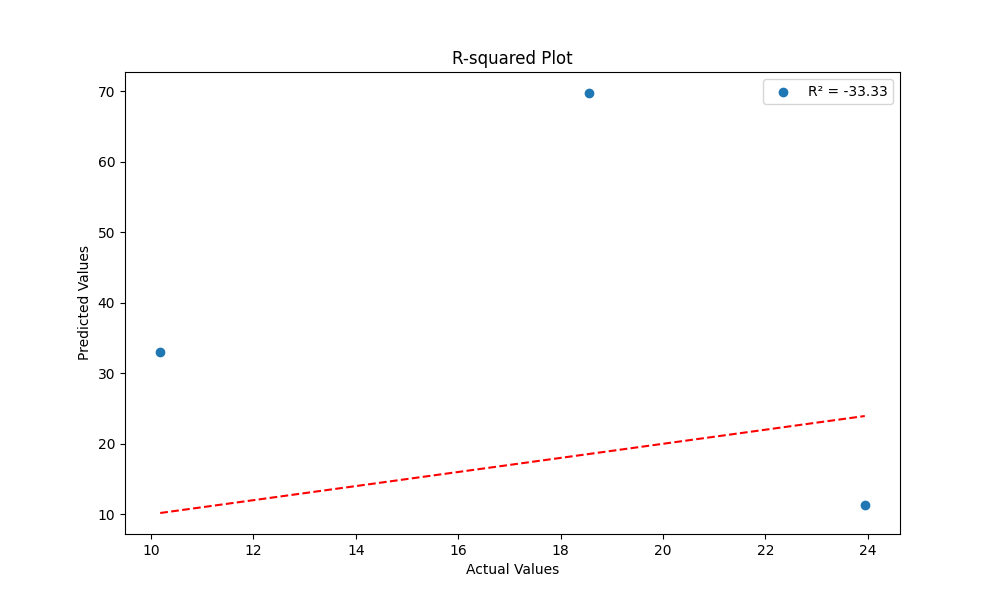 R-squared Plot
R² = -33.33
Predicted Values
70
60
50
40
30
20
10
10 12 14 16 18 20 22 24
Actual Values